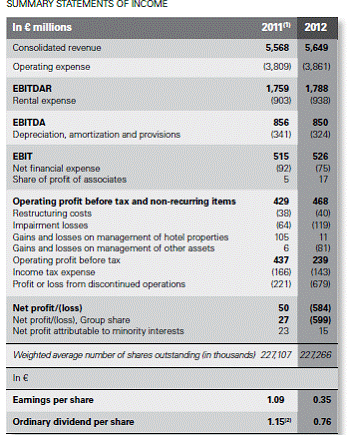 SUMMARY STATEMENTS OF INCOME
In € millions 2011(1) 2012
Consolidated revenue 5,568 5,649
Operating expense (3,809) (3,861)
EBITDAR 1,759 1,788
Rental expense (903) (938)
EBITDA 856 850
Depreciation, amortization and provisions (341) (324)
EBIT 515 526
Net financial expense (92) (75)
Share of profit of associates 5 17
Operating profit before tax and non-recurring items 429 468
Restructuring costs (38) (40)
Impairment losses (64) (119)
Gains and losses on management of hotel properties 105 11
Gains and losses on management of other assets 6 (81)
Operating profit before tax 437 239
Income tax expense (166) (143)
Profit or loss from discontinued operations (221) (679)
Net profit/(loss) 50 (584)
Net profit/(loss), Group share 27 (599)
Net profit attributable to minority interests 23 15
Weighted average number of shares outstanding (in thousands) 227,107 227,266
In €
Earnings per share 1.09 0.35
Ordinary dividend per share 1.15(2) 0.76